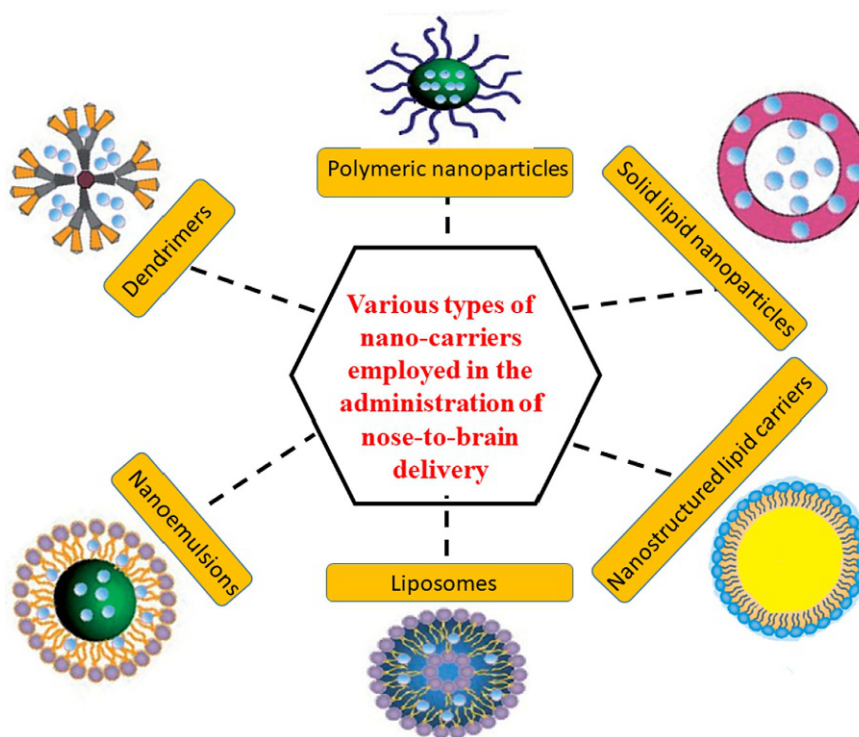 Polymeric nanoparticles
Solid lipid nanoparticles
Dendrimers
Various types of
nano-carriers
employed in the
administration of
nose-to-brain
delivery
Nanostructured lipid carriers
Nanoemulsions
Liposomes